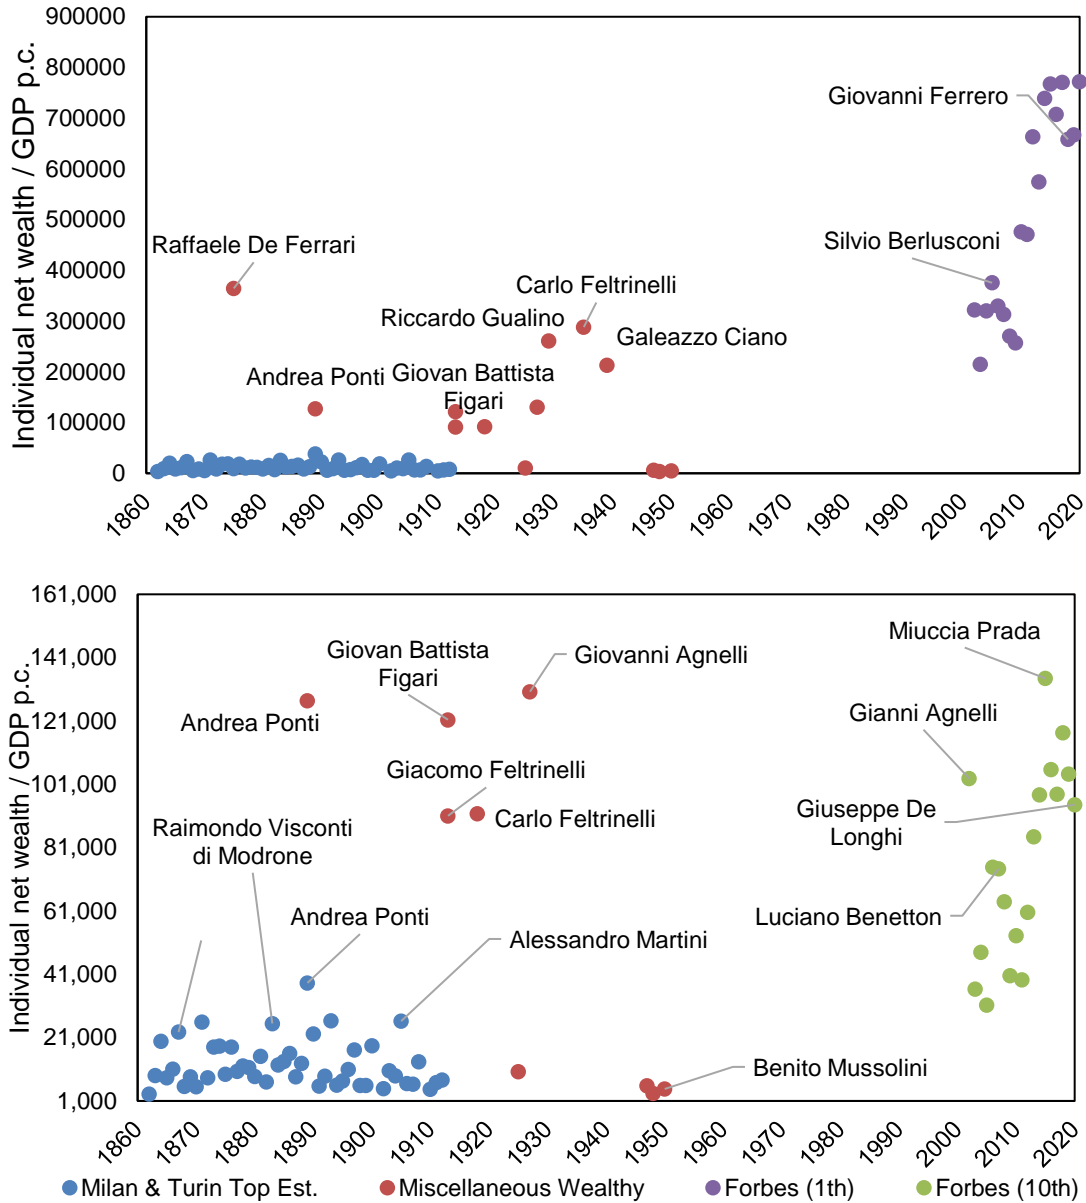 Individual net wealth / GDP p.c.
900000
800000
700000
600000
500000
400000
300000
200000
100000
0
Giovanni Ferrero
Raffaele De Ferrari
Silvio Berlusconi
Carlo Feltrinelli
Riccardo Gualino
Galeazzo Ciano
Andrea Ponti
Giovan Battista
Figari
1860
1870
1880
1890
1900
1910
1920
1930
1940
1950
1960
1970
1980
1990
2000
2010
2020
Individual net wealth / GDP p.c.
161,000
141,000
121,000
101,000
81,000
61,000
41,000
21,000
1,000
Miuccia Prada
Giovan Battista
Figari
Giovanni Agnelli
Andrea Ponti
Gianni Agnelli
Giacomo Feltrinelli
Carlo Feltrinelli
Giuseppe De
Longhi
Raimondo Visconti
di Modrone
Andrea Ponti
Luciano Benetton
Alessandro Martini
Benito Mussolini
1860
1870
1880
1890
1900
1910
1920
1930
1940
1950
1960
1970
1980
1990
2000
2010
2020
Milan & Turin Top Est.
Miscellaneous Wealthy
Forbes (1th)
Forbes (10th)